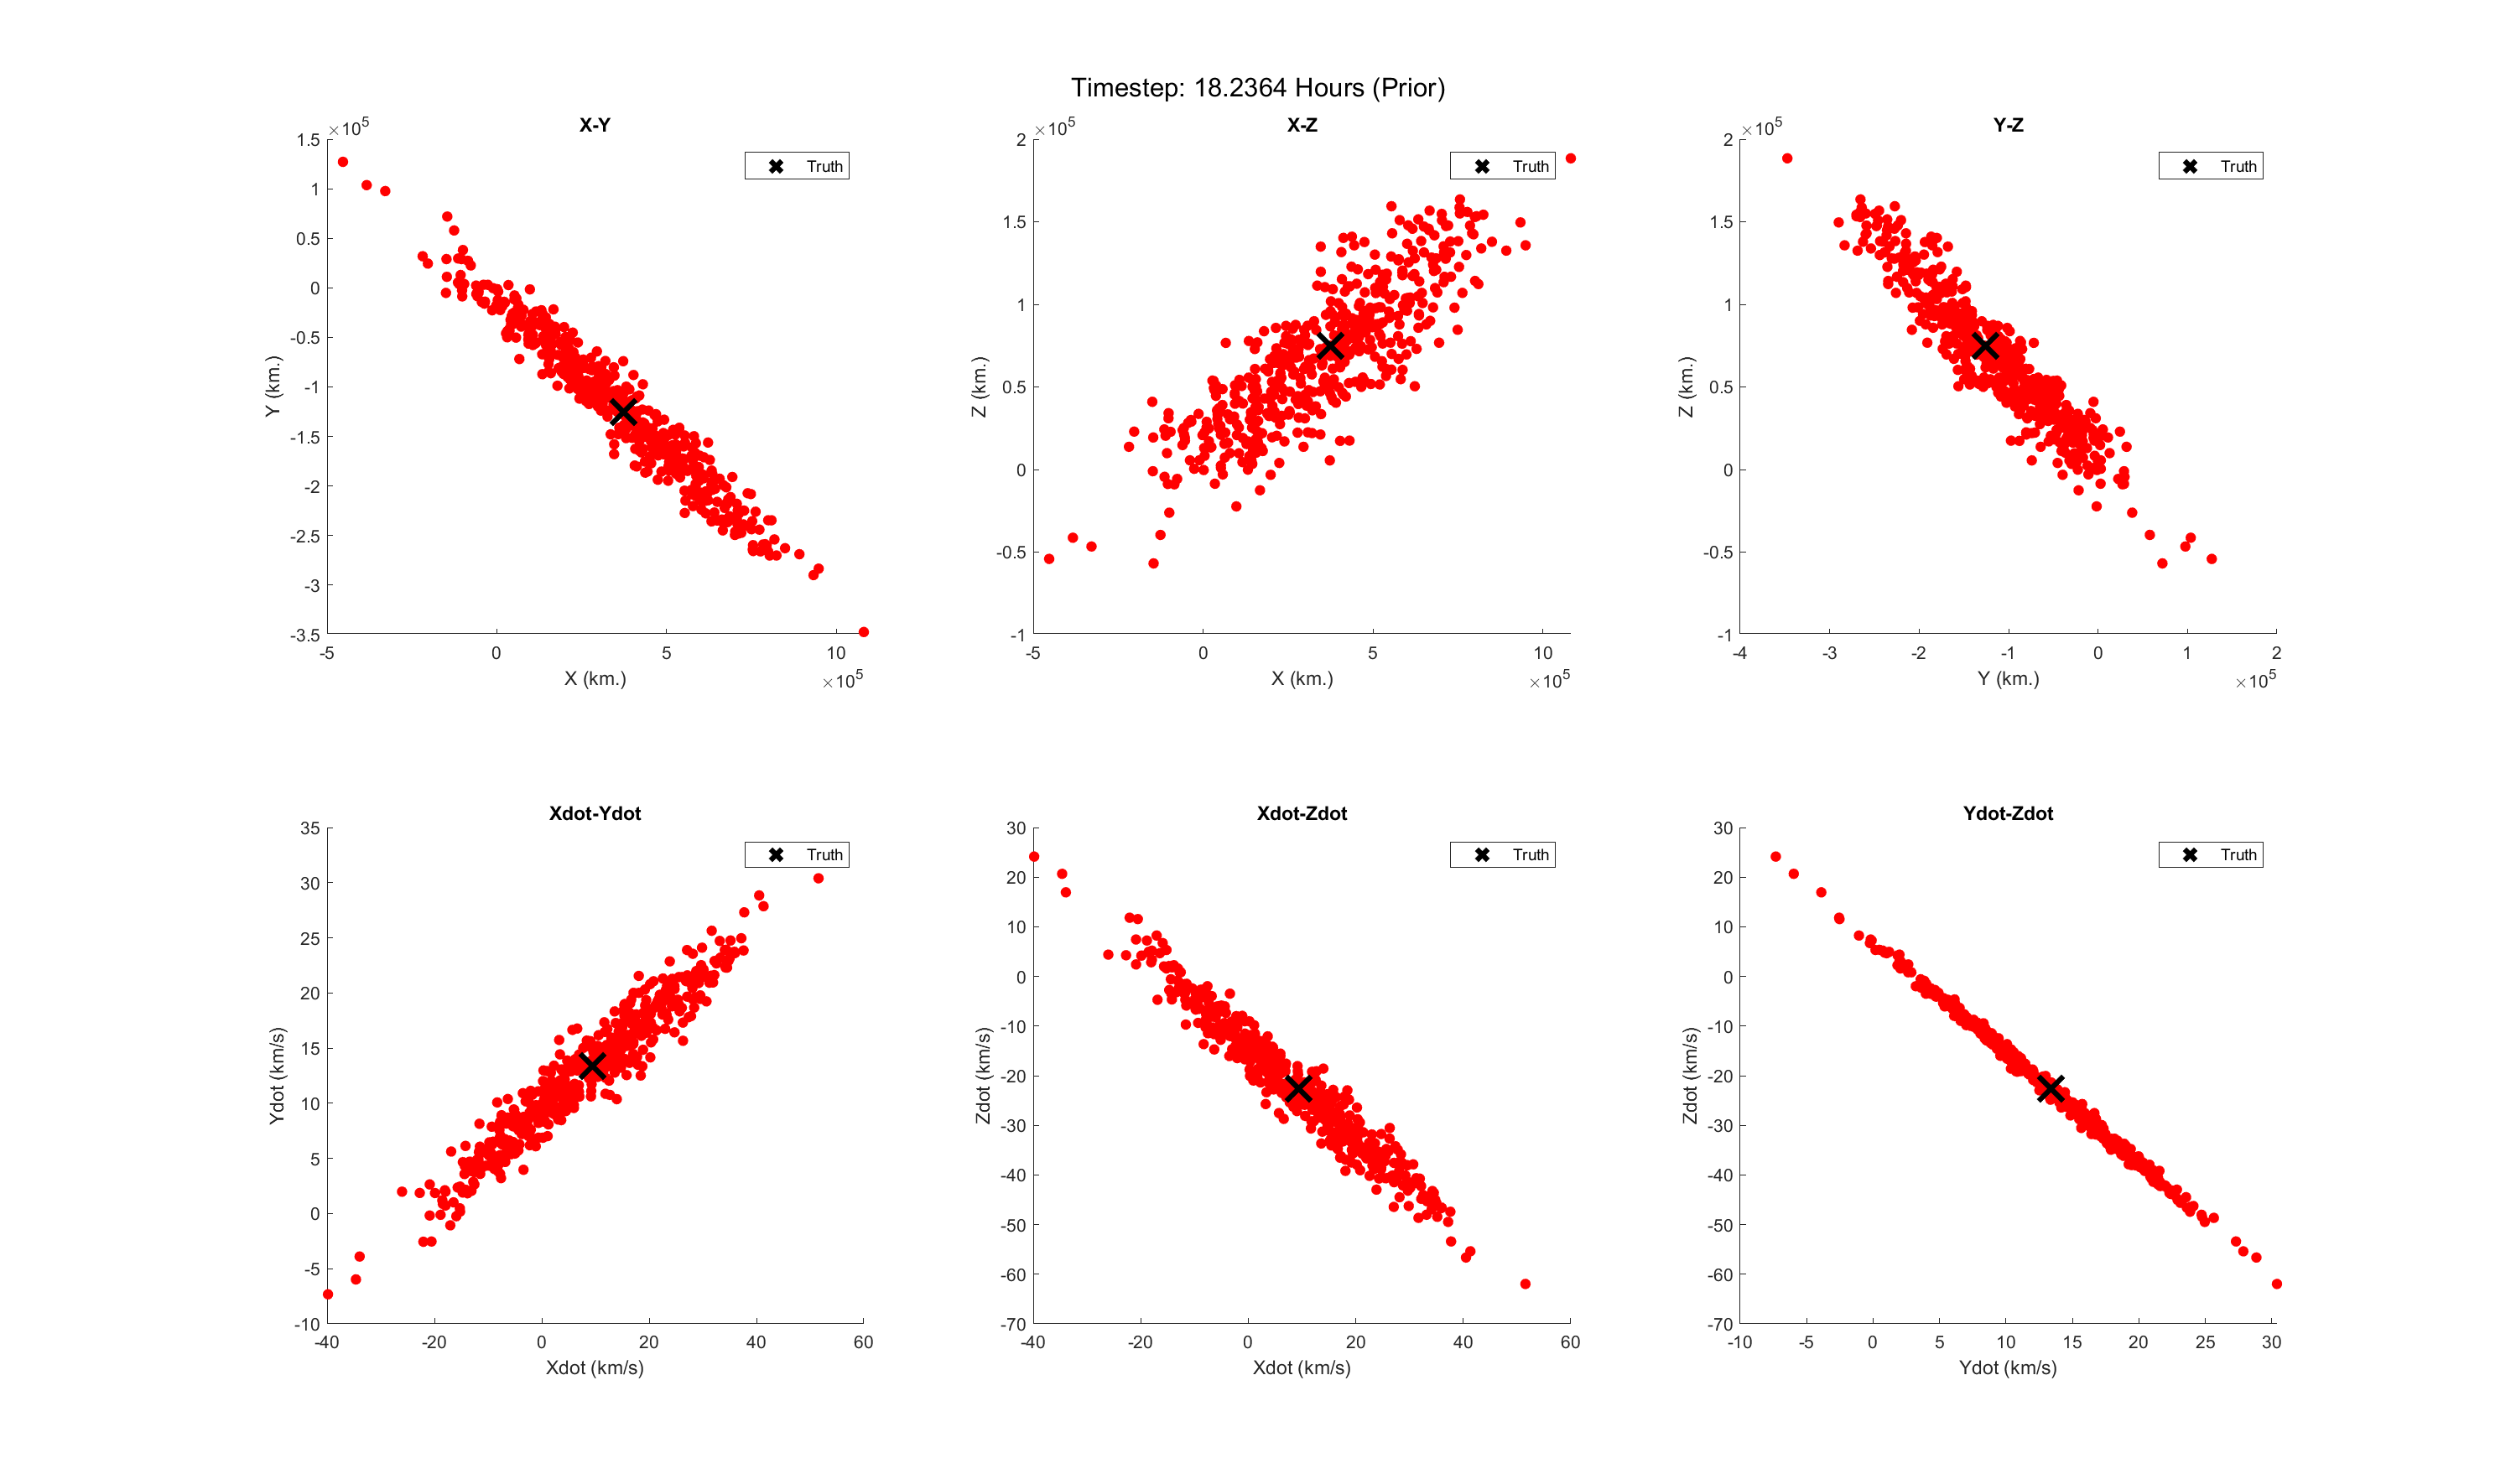 Timestep: 18.2364 Hours (Prior)
X-Y
×10^5
1.5
1
0.5
0
-0.5
-1
-1.5
-2
-2.5
-3
-3.5
Y (km.)
Truth
-5 0 5 10
X (km.)
×10^5
X-Z
×10^5
2
1.5
1
0.5
0
-0.5
-1
Z (km.)
Truth
-5 0 5 10
X (km.)
×10^5
Y-Z
×10^5
2
1.5
1
0.5
0
-0.5
-1
Z (km.)
Truth
-4 -3 -2 -1 0 1 2
Y (km.)
×10^5
Xdot-Ydot
35
30
25
20
15
10
5
0
-5
-10
Ydot (km/s)
Truth
-40 -20 0 20 40 60
Xdot (km/s)
Xdot-Zdot
30
20
10
0
-10
-20
-30
-40
-50
-60
-70
Zdot (km/s)
Truth
-40 -20 0 20 40 60
Xdot (km/s)
Ydot-Zdot
30
20
10
0
-10
-20
-30
-40
-50
-60
-70
Zdot (km/s)
Truth
-10 -5 0 5 10 15 20 25 30
Ydot (km/s)